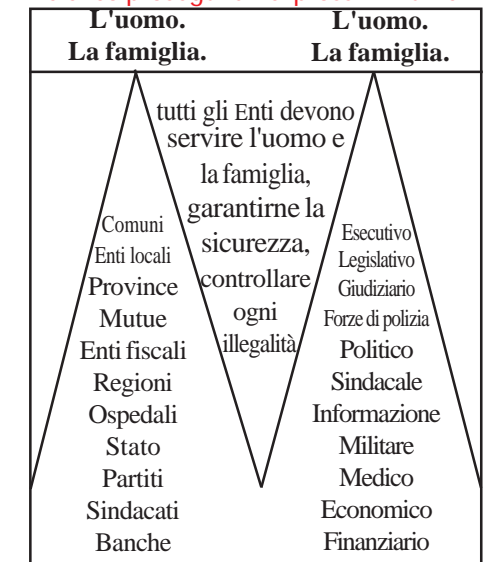 L'uomo.
La famiglia.
L'uomo.
La famiglia.
tutti gli Enti devono
servire l'uomo e
la famiglia,
garantirne la
sicurezza,
controllare
ogni
illegalità
Comuni
Enti locali
Province
Mutue
Enti fiscali
Regioni
Ospedali
Stato
Partiti
Sindacati
Banche
Esecutivo
Legislativo
Giudiziario
Forze di polizia
Politico
Sindacale
Informazione
Militare
Medico
Economico
Finanziario